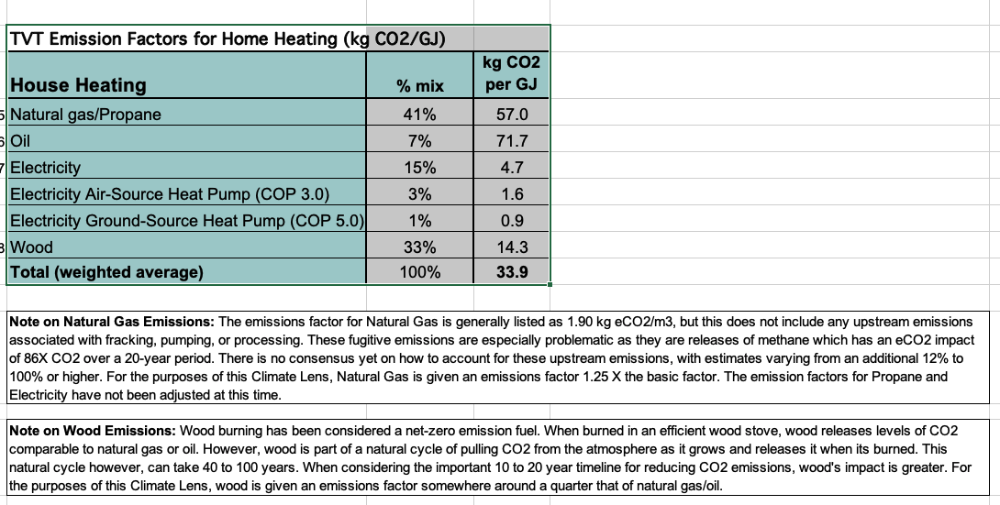 TVT Emission Factors for Home Heating (kg CO2/GJ)
House Heating % mix kg CO2 per GJ
5 Natural gas/Propane 41% 57.0
6 Oil 7% 71.7
7 Electricity 15% 4.7
Electricity Air-Source Heat Pump (COP 3.0) 3% 1.6
Electricity Ground-Source Heat Pump (COP 5.0) 1% 0.9
8 Wood 33% 14.3
Total (weighted average) 100% 33.9
Note on Natural Gas Emissions: The emissions factor for Natural Gas is generally listed as 1.90 kg eCO2/m3, but this does not include any upstream emissions
associated with fracking, pumping, or processing. These fugitive emissions are especially problematic as they are releases of methane which has an eCO2 impact
of 86X CO2 over a 20-year period. There is no consensus yet on how to account for these upstream emissions, with estimates varying from an additional 12% to
100% or higher. For the purposes of this Climate Lens, Natural Gas is given an emissions factor 1.25 X the basic factor. The emission factors for Propane and
Electricity have not been adjusted at this time.
Note on Wood Emissions: Wood burning has been considered a net-zero emission fuel. When burned in an efficient wood stove, wood releases levels of CO2
comparable to natural gas or oil. However, wood is part of a natural cycle of pulling CO2 from the atmosphere as it grows and releases it when its burned. This
natural cycle however, can take 40 to 100 years. When considering the important 10 to 20 year timeline for reducing CO2 emissions, wood's impact is greater. For
the purposes of this Climate Lens, wood is given an emissions factor somewhere around a quarter that of natural gas/oil.